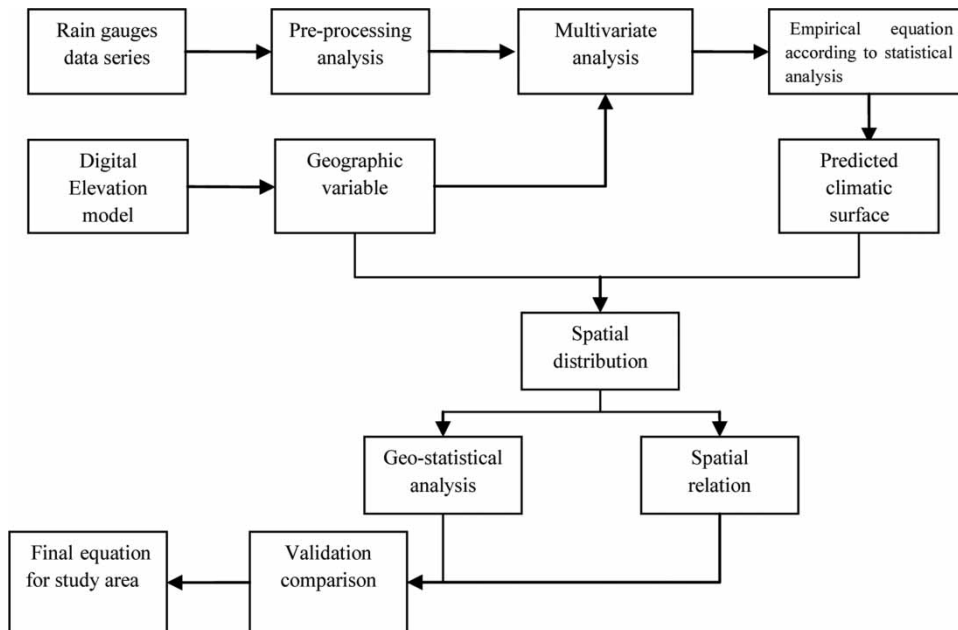 Rain gauges
data series
Pre-processing
analysis
Multivariate
analysis
Empirical equation
according to statistical
analysis
Digital
Elevation
model
Geographic
variable
Predicted
climatic
surface
Spatial
distribution
Geo-statistical
analysis
Spatial
relation
Final equation
for study area
Validation
comparison